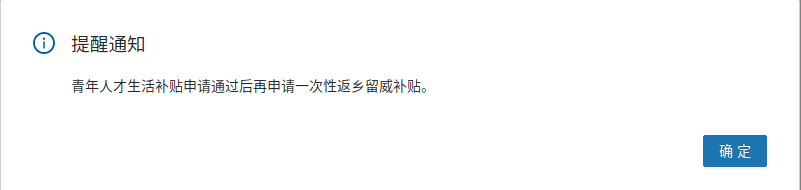 提醒通知
青年人才生活补贴申请通过后再申请一次性返乡留威补贴。
确 定